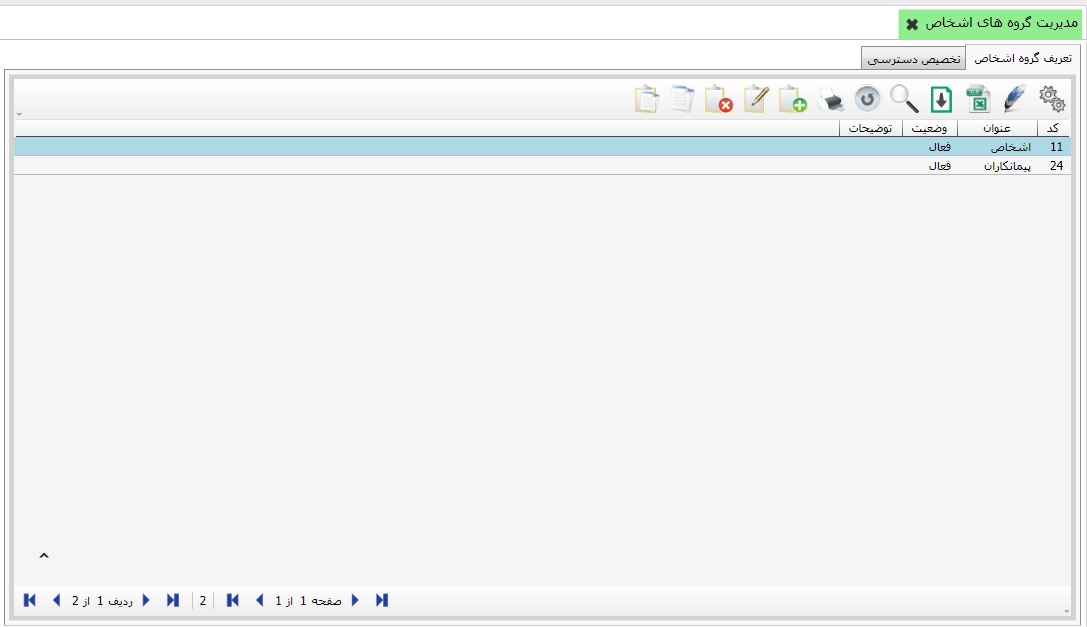 مدیریت گروه های اشخاص
تعریف گروه اشخاص
تخصیص دسترسی
کد عنوان وضعیت توضیحات
11 اشخاص فعال
24 پیمانکاران فعال
صفحه 1 از 1
2
ردیف 1 از 2